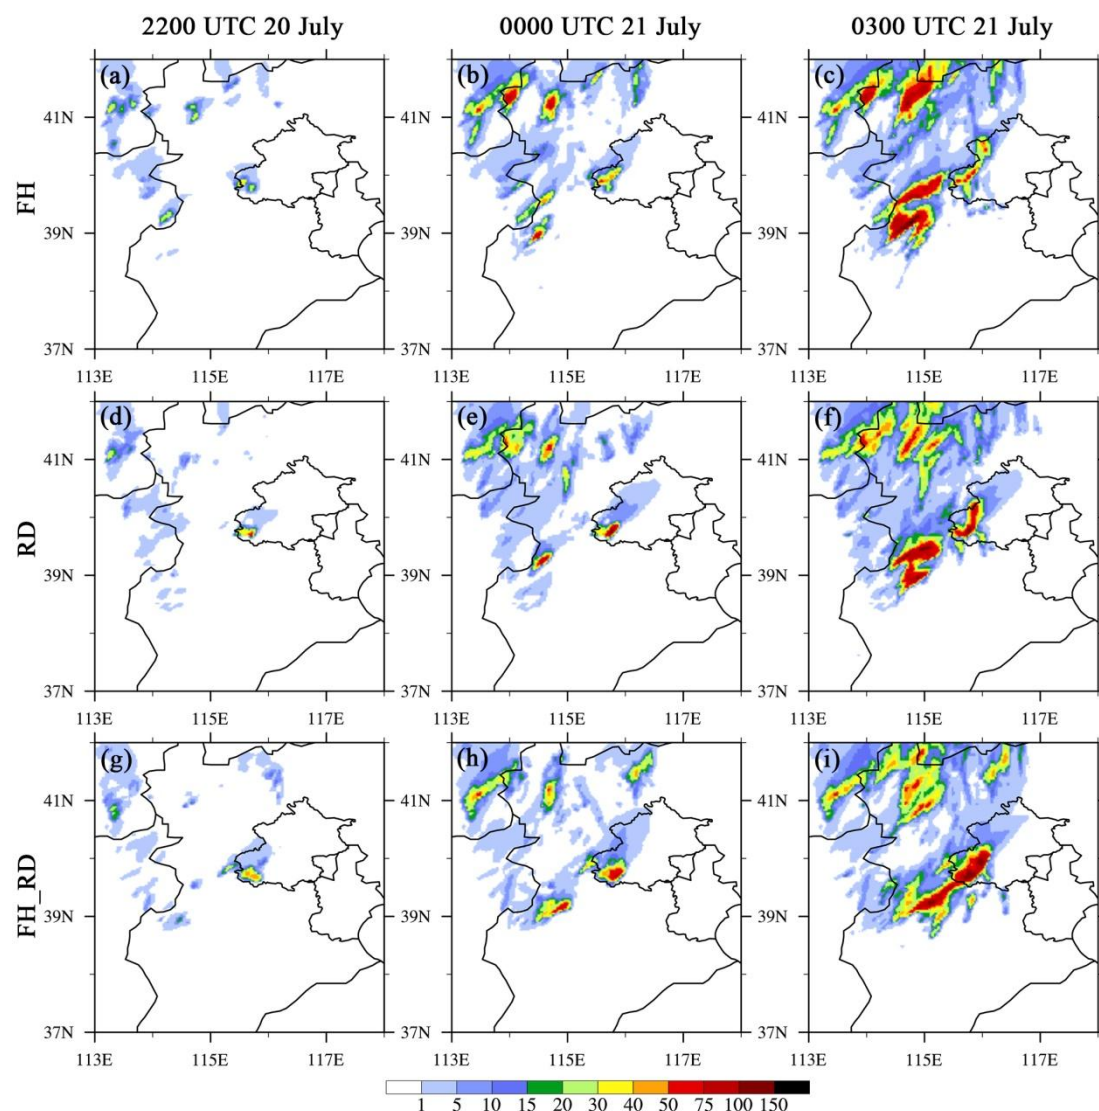 2200 UTC 20 July 0000 UTC 21 July 0300 UTC 21 July
(a) (b) (c)
41N 41N 41N
FH
39N 39N 39N
37N 37N 37N
113E 115E 117E 113E 115E 117E 113E 115E 117E
(d) (e) (f)
41N 41N 41N
RD
39N 39N 39N
37N 37N 37N
113E 115E 117E 113E 115E 117E 113E 115E 117E
(g) (h) (i)
41N 41N 41N
FH_RD
39N 39N 39N
37N 37N 37N
113E 115E 117E 113E 115E 117E 113E 115E 117E
1 5 10 15 20 30 40 50 75 100 150